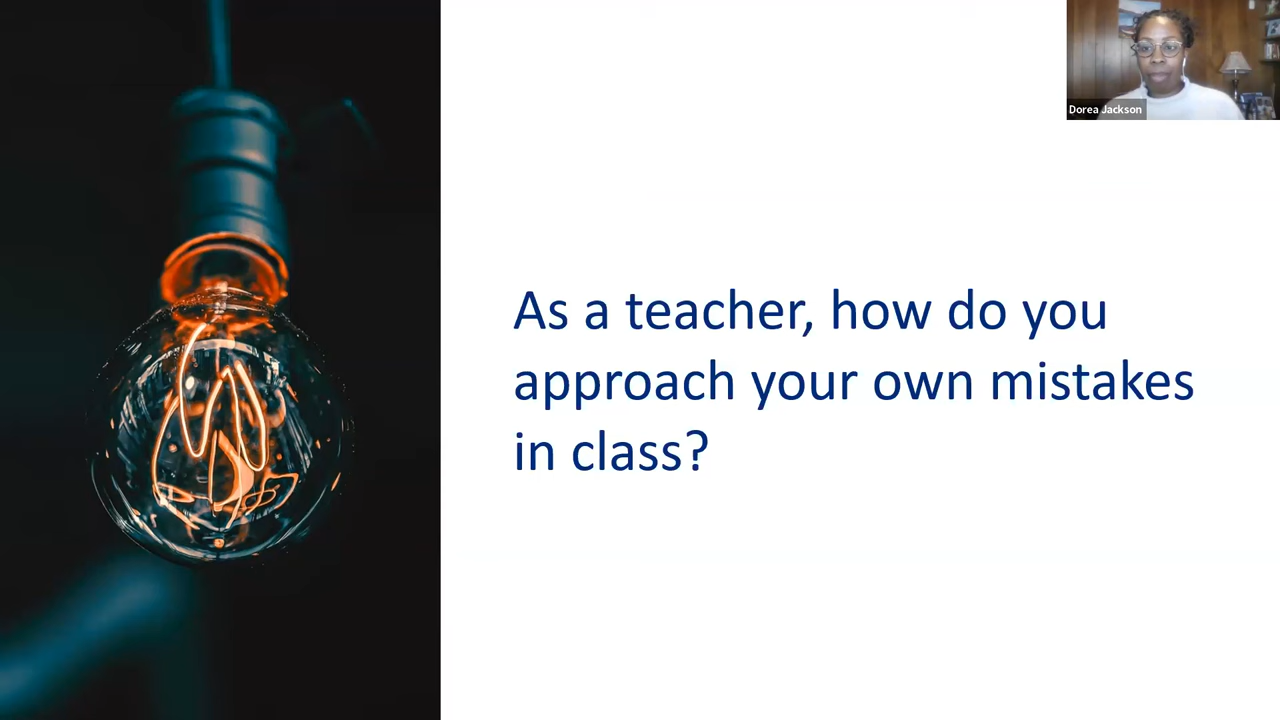 Dorea Jackson
As a teacher, how do you
approach your own mistakes
in class?